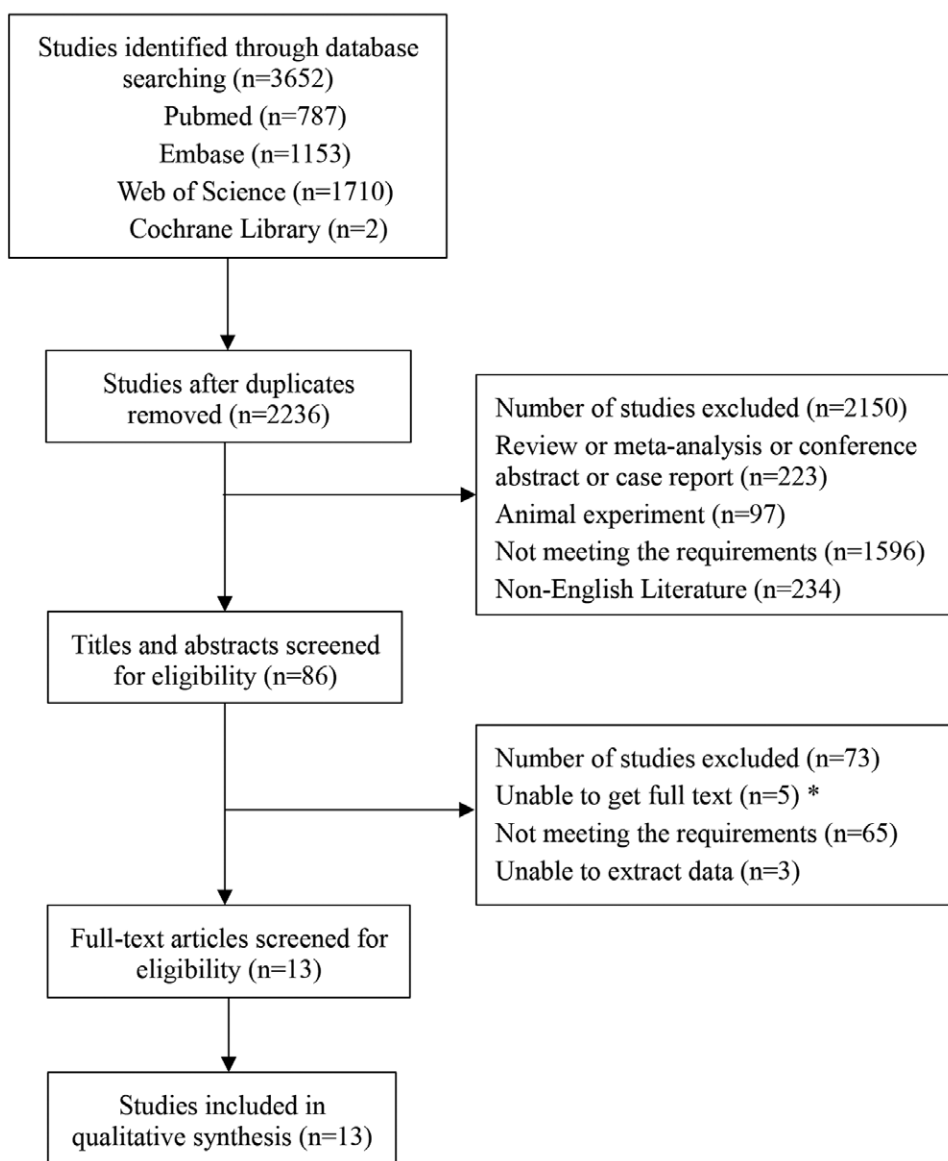 Studies identified through database
searching (n=3652)
Pubmed (n=787)
Embase (n=1153)
Web of Science (n=1710)
Cochrane Library (n=2)
Studies after duplicates
removed (n=2236)
Number of studies excluded (n=2150)
Review or meta-analysis or conference
abstract or case report (n=223)
Animal experiment (n=97)
Not meeting the requirements (n=1596)
Non-English Literature (n=234)
Titles and abstracts screened
for eligibility (n=86)
Number of studies excluded (n=73)
Unable to get full text (n=5) *
Not meeting the requirements (n=65)
Unable to extract data (n=3)
Full-text articles screened for
eligibility (n=13)
Studies included in
qualitative synthesis (n=13)